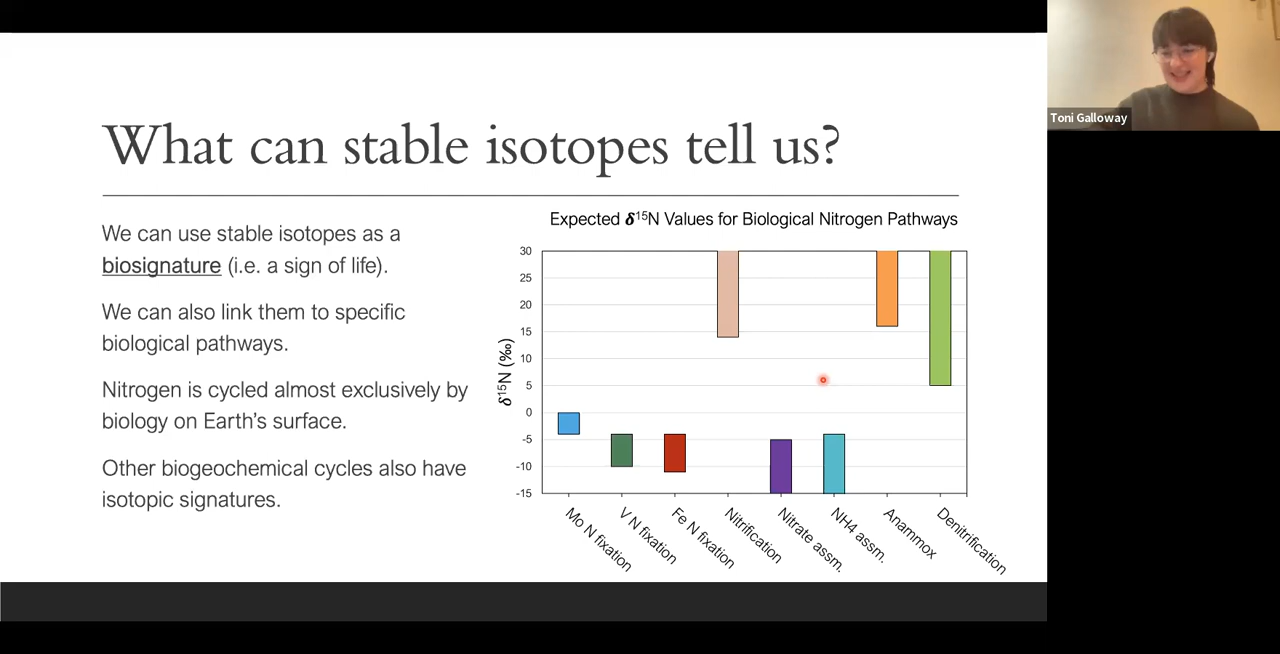 What can stable isotopes tell us?
We can use stable isotopes as a
biosignature (i.e. a sign of life).
We can also link them to specific
biological pathways.
Nitrogen is cycled almost exclusively by
biology on Earth's surface.
Other biogeochemical cycles also have
isotopic signatures.
Expected δ¹⁵N Values for Biological Nitrogen Pathways
δ¹⁵N (‰)
30
25
20
15
10
5
0
-5
-10
-15
Mo N fixation
V N fixation
Fe N fixation
Nitrification
Nitrate assm.
NH4 assm.
Anammox
Denitrification
Toni Galloway